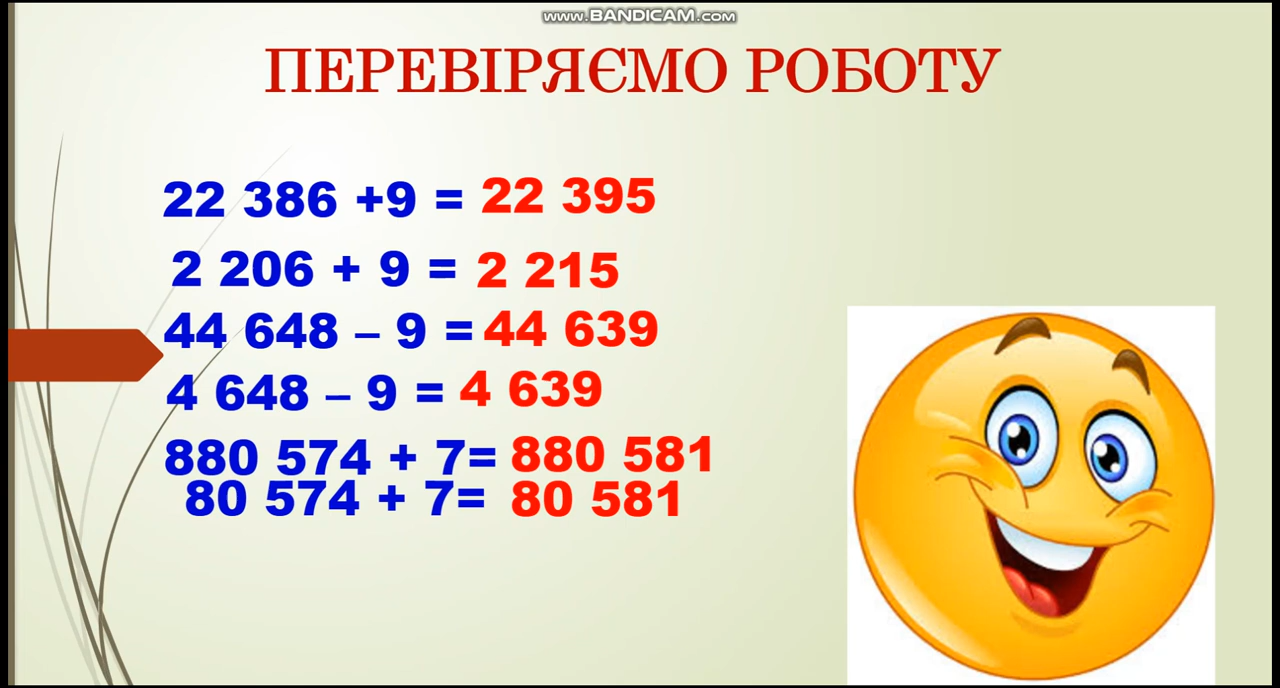 www.BANDICAM.com
ПЕРЕВІРЯЄМО РОБОТУ
22 386 +9 = 22 395
2 206 + 9 = 2 215
44 648 – 9 = 44 639
4 648 – 9 = 4 639
880 574 + 7= 880 581
80 574 + 7= 80 581